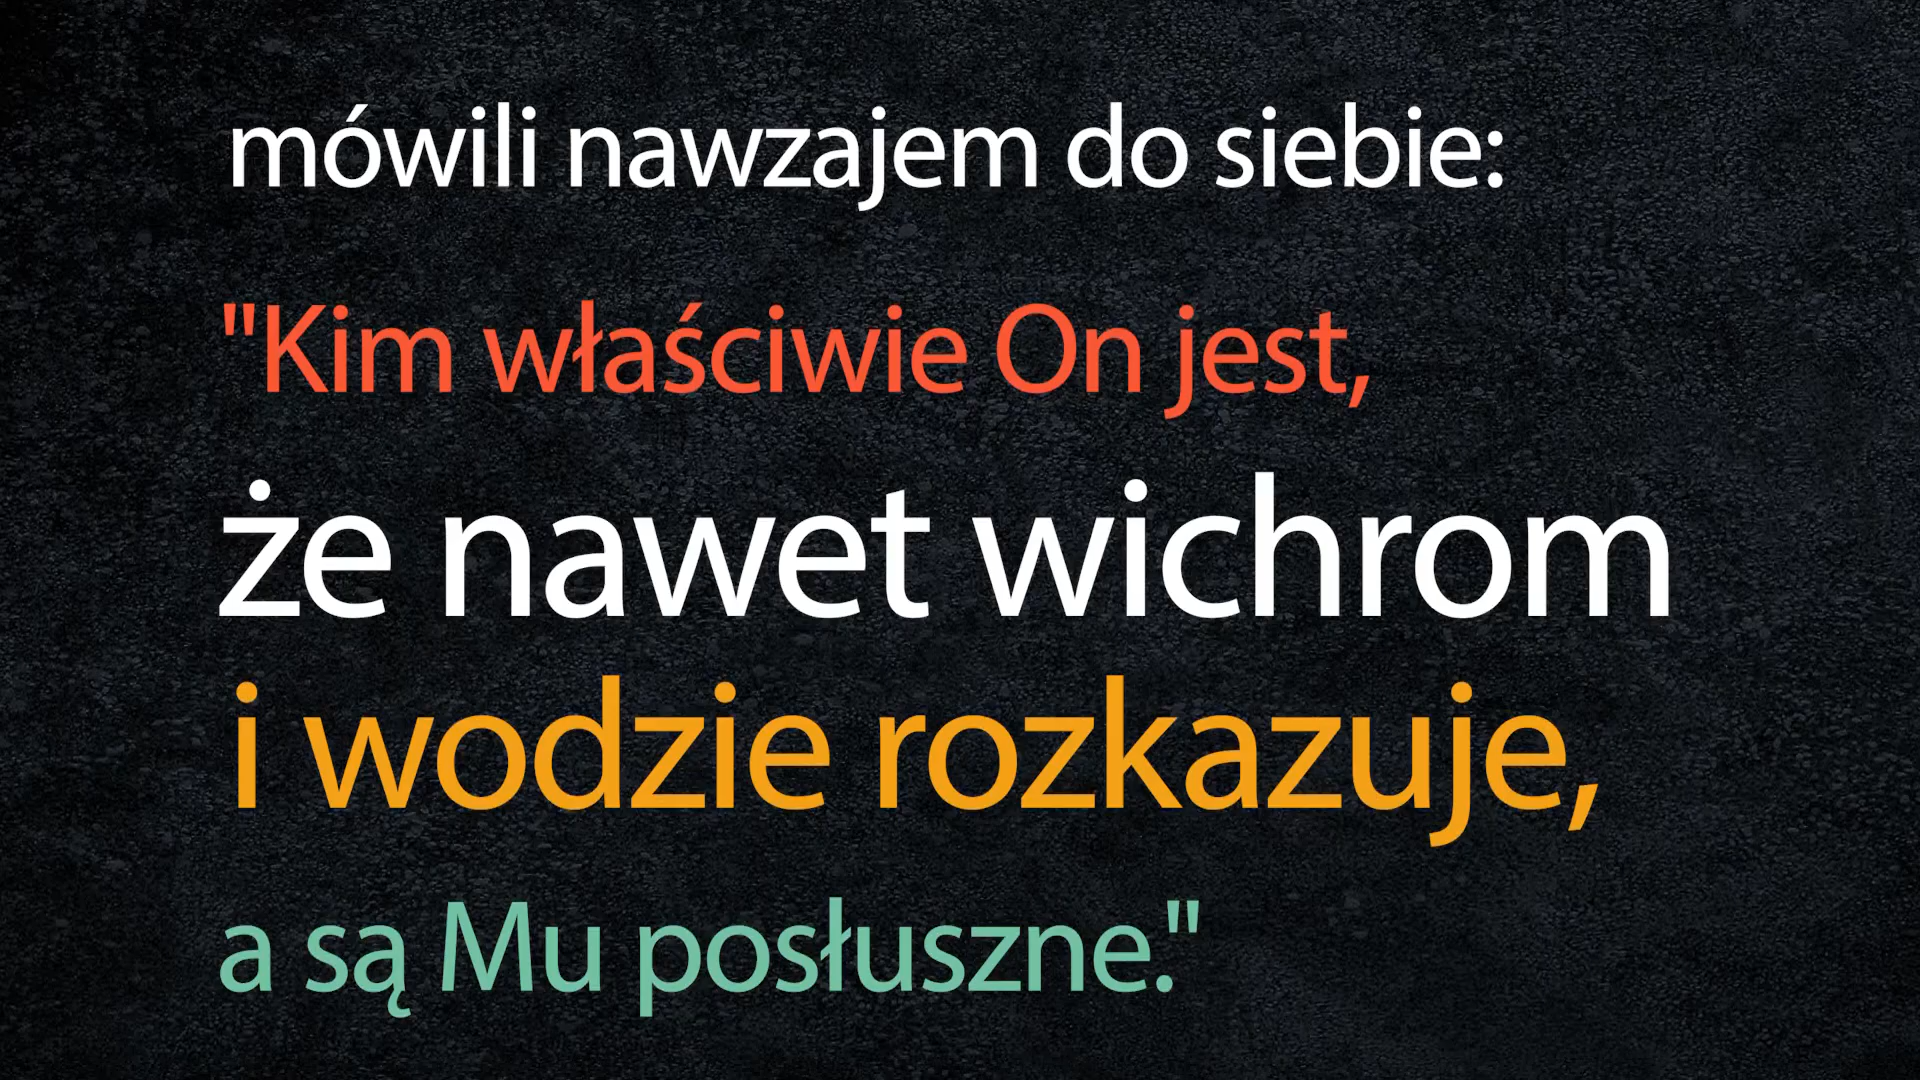 mówili nawzajem do siebie:
"Kim właściwie On jest,
że nawet wichrom
i wodzie rozkazuje,
a są Mu posłuszne."